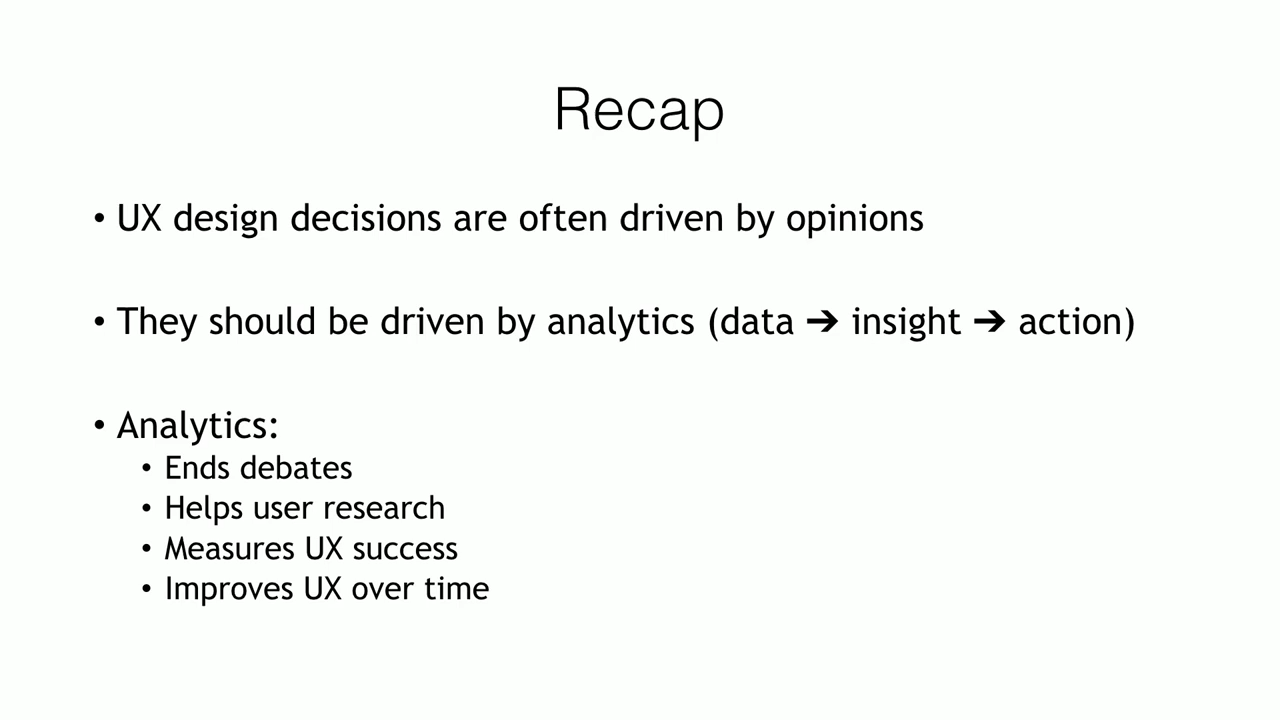 Recap
• UX design decisions are often driven by opinions
• They should be driven by analytics (data ➔ insight ➔ action)
• Analytics:
• Ends debates
• Helps user research
• Measures UX success
• Improves UX over time